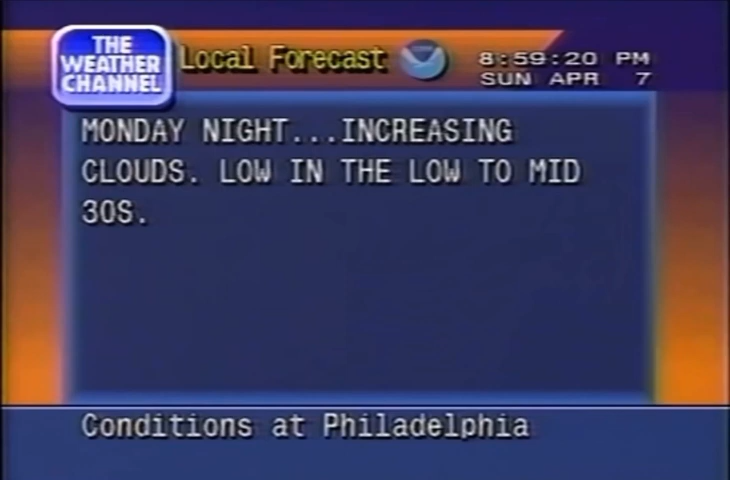 THE
WEATHER
CHANNEL
Local Forecast
8:59:20 PM
SUN APR 7
MONDAY NIGHT...INCREASING
CLOUDS. LOW IN THE LOW TO MID
30S.
Conditions at Philadelphia